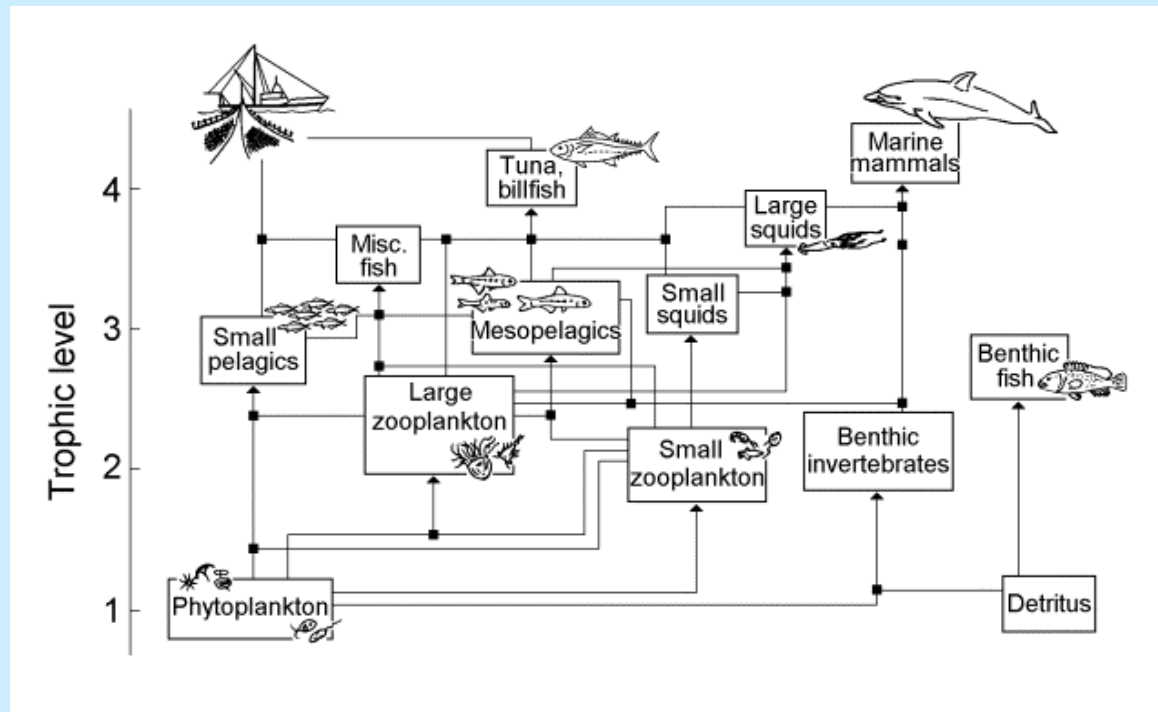 Trophic level
4
3
2
1
Tuna,
billfish
Marine
mammals
Large
squids
Misc.
fish
Small
squids
Mesopelagics
Small
pelagics
Benthic
fish
Large
zooplankton
Small
zooplankton
Benthic
invertebrates
Phytoplankton
Detritus